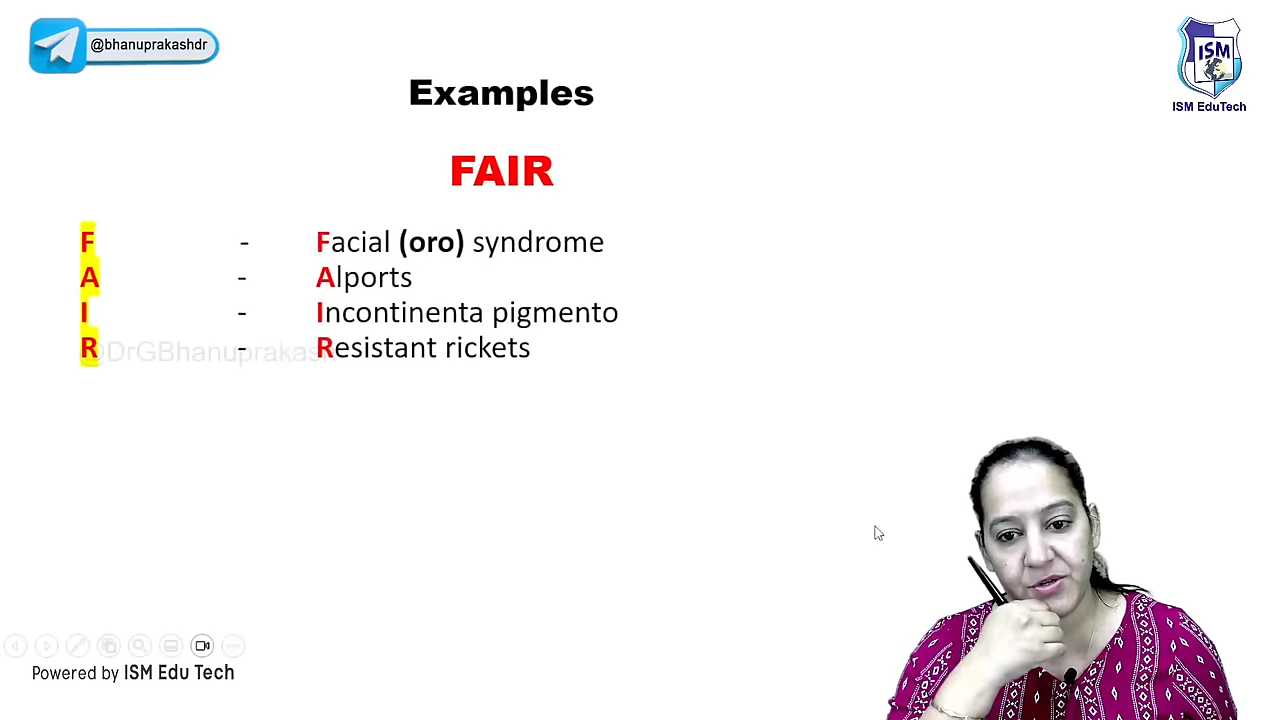 @bhanuprakashdr
ISM
ISM EduTech
Examples
FAIR
F - Facial (oro) syndrome
A - Alports
I - Incontinenta pigmento
R - Resistant rickets
@DrGBhanuprakash
Powered by ISM Edu Tech